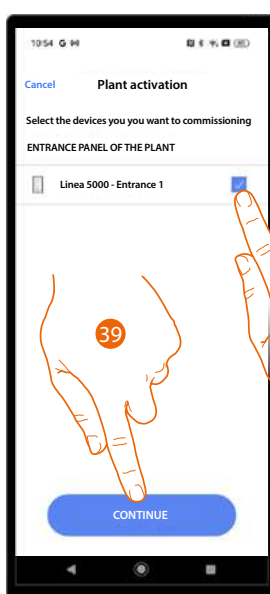 10:54 G
Cancel Plant activation
Select the devices you you want to commissioning
ENTRANCE PANEL OF THE PLANT
Linea 5000 - Entrance 1
39
CONTINUE